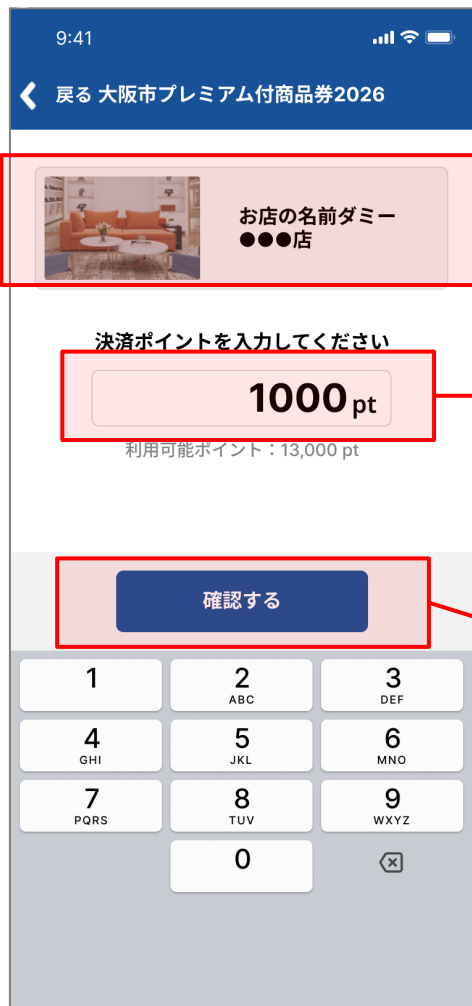 9:41
戻る 大阪市プレミアム付商品券2026
お店の名前ダミー
●●●店
決済ポイントを入力してください
1000 pt
利用可能ポイント：13,000 pt
確認する
1
2
ABC
3
DEF
4
GHI
5
JKL
6
MNO
7
PQRS
8
TUV
9
WXYZ
0